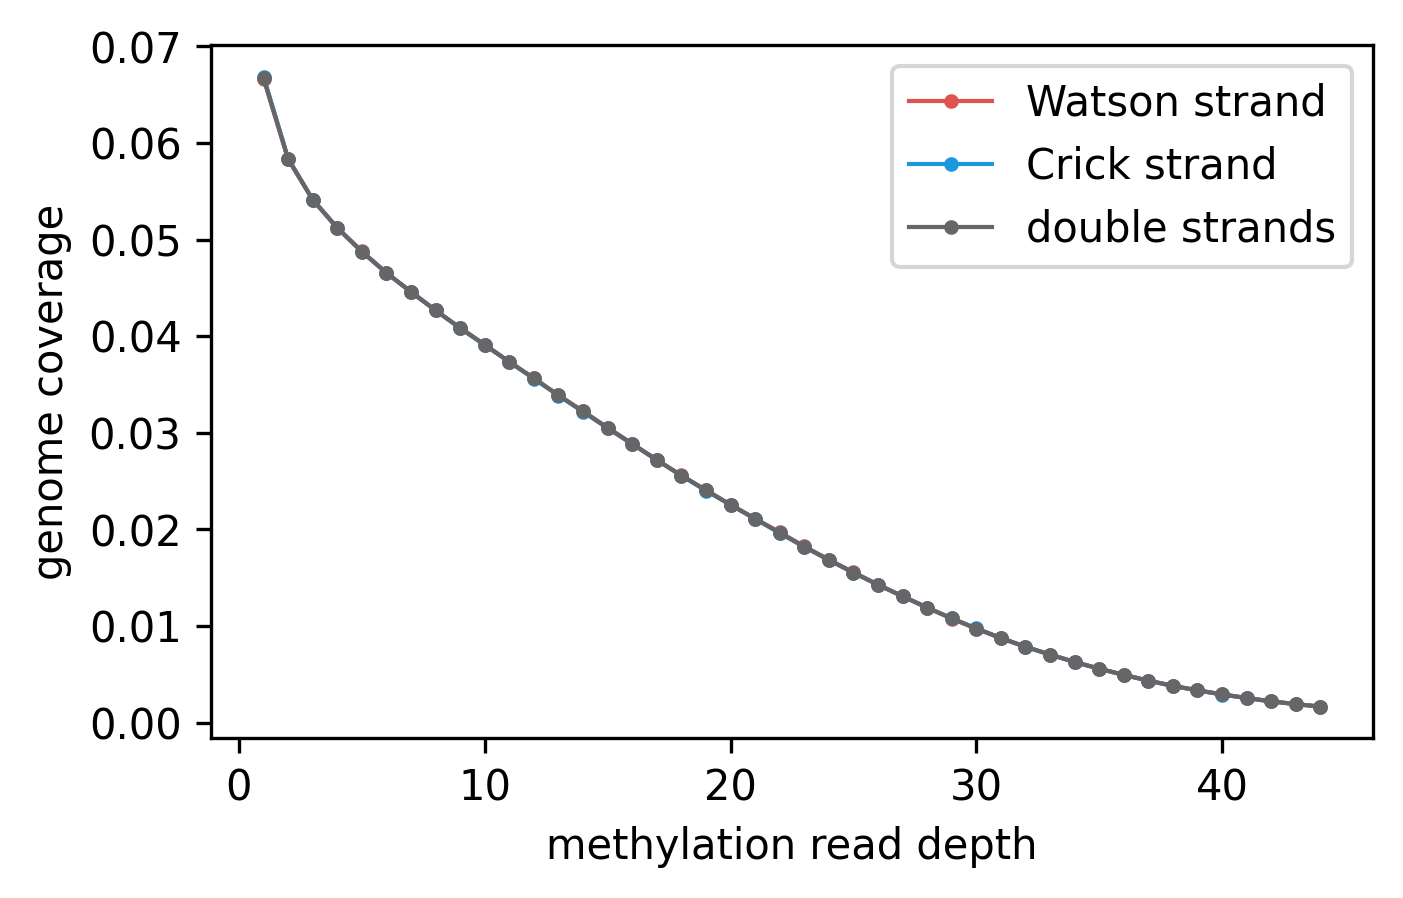 0.07
0.06
0.05
0.04
0.03
0.02
0.01
0.00
genome coverage
Watson strand
Crick strand
double strands
0 10 20 30 40
methylation read depth